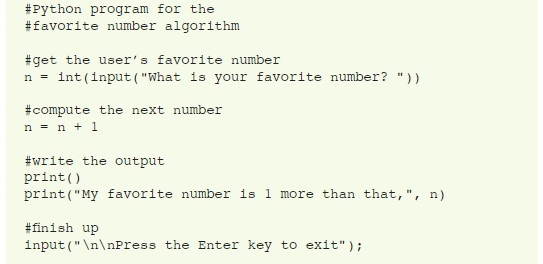 #Python program for the
#favorite number algorithm
#get the user's favorite number
n = int(input("What is your favorite number? "))
#compute the next number
n = n + 1
#write the output
print()
print("My favorite number is 1 more than that,", n)
#finish up
input("\n\nPress the Enter key to exit");